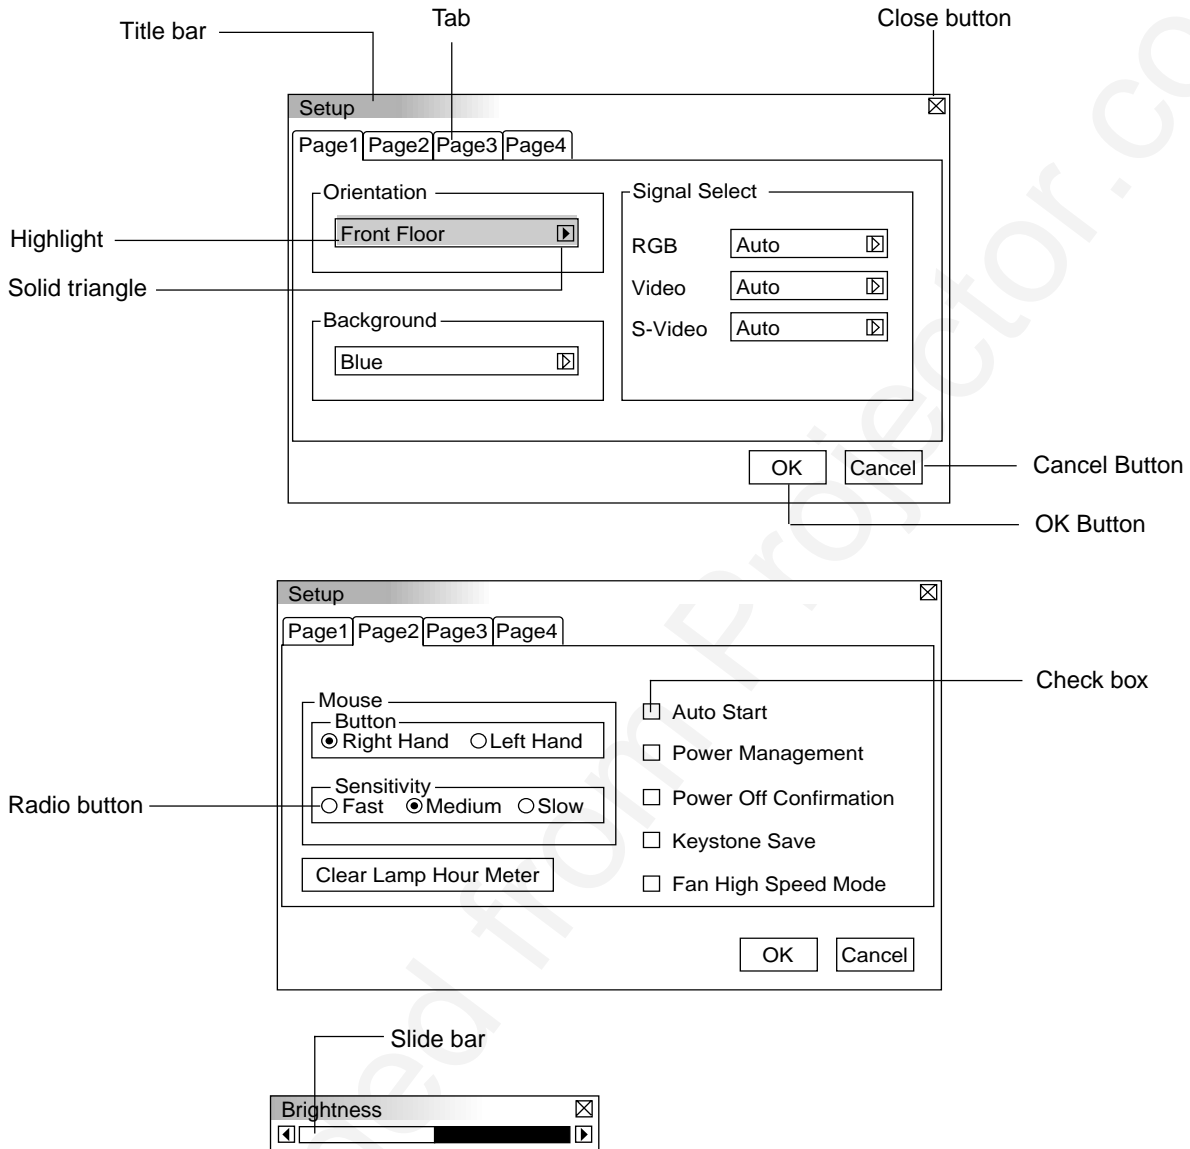 Title bar
Tab
Close button
Setup
Page1 Page2 Page3 Page4
Orientation
Front Floor
Highlight
Solid triangle
Background
Blue
Signal Select
RGB Auto
Video Auto
S-Video Auto
OK Cancel
Cancel Button
OK Button
Setup
Page1 Page2 Page3 Page4
Mouse
Button
Right Hand Left Hand
Sensitivity
Fast Medium Slow
Radio button
Clear Lamp Hour Meter
Check box
Auto Start
Power Management
Power Off Confirmation
Keystone Save
Fan High Speed Mode
OK Cancel
Slide bar
Brightness
from Projector.co